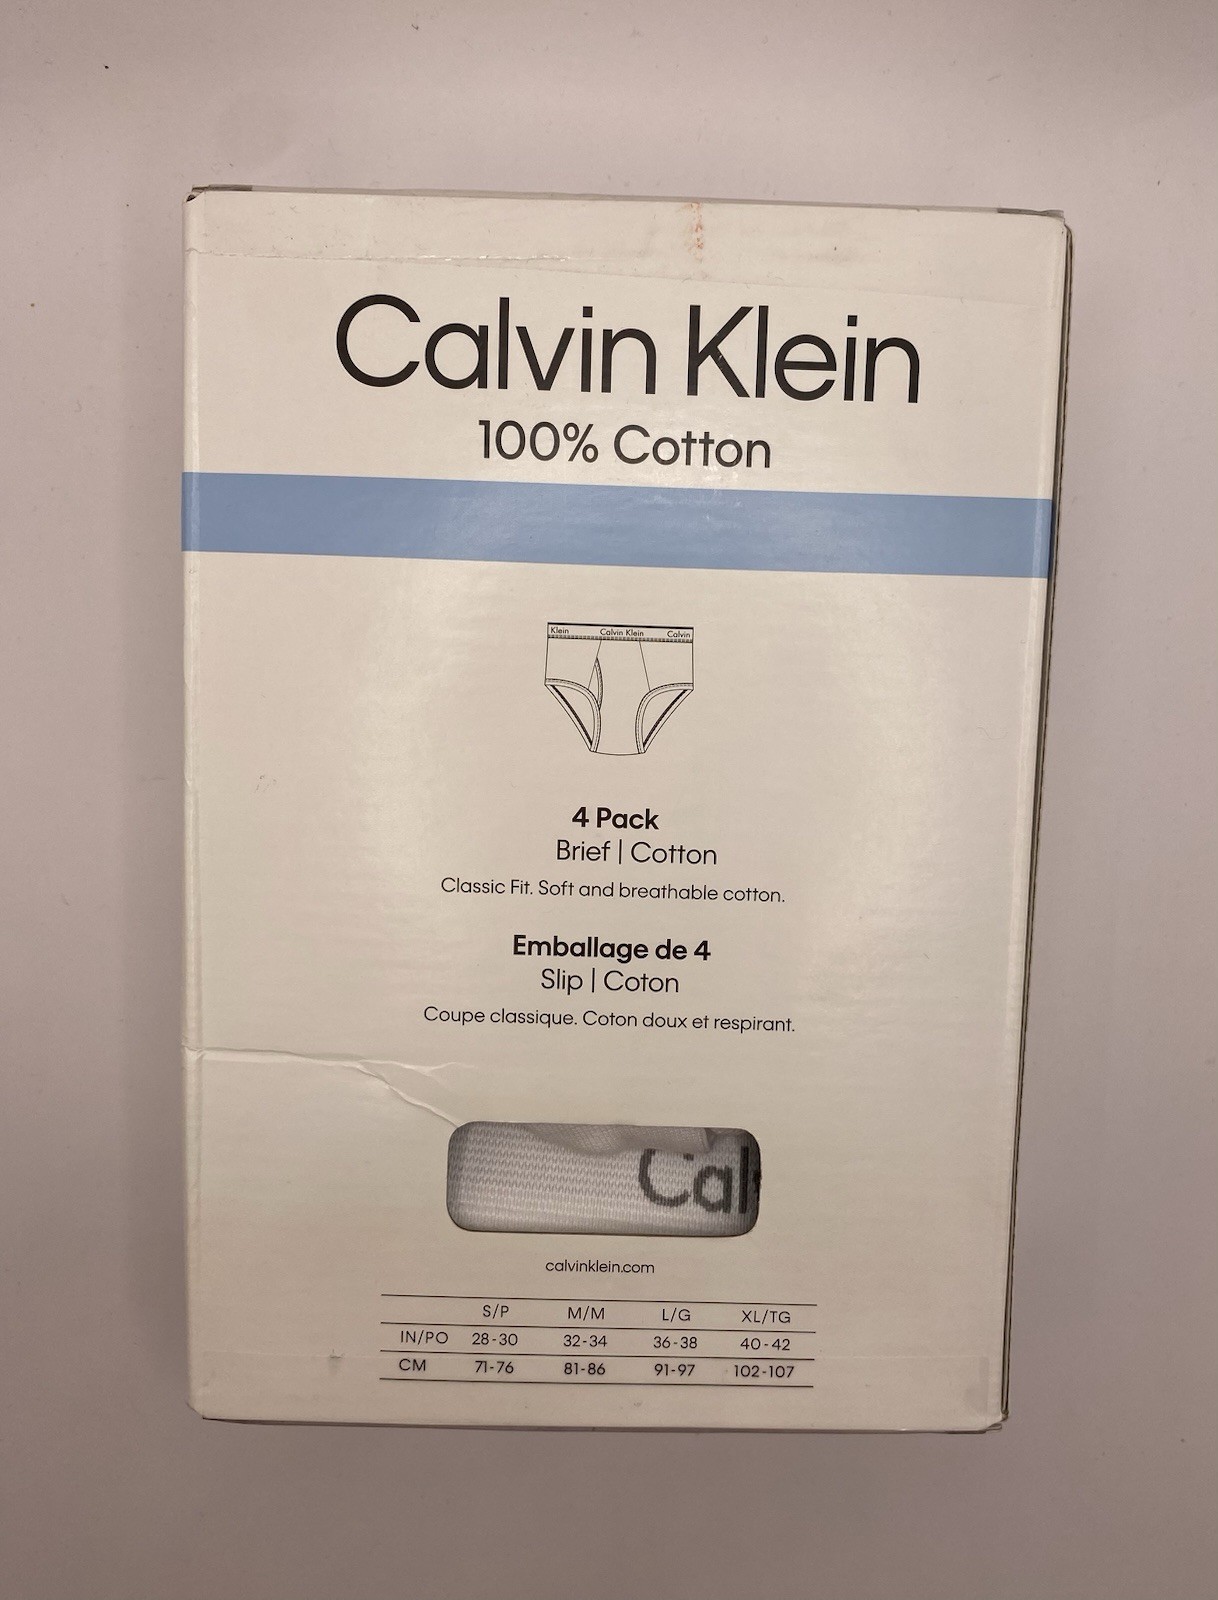 Calvin Klein
100% Cotton
Klein Calvin Klein Calvin
4 Pack
Brief | Cotton
Classic Fit. Soft and breathable cotton.
Emballage de 4
Slip | Coton
Coupe classique. Coton doux et respirant.
Cal
calvinklein.com
S/P M/M L/G XL/TG
IN/PO 28-30 32-34 36-38 40-42
CM 71-76 81-86 91-97 102-107